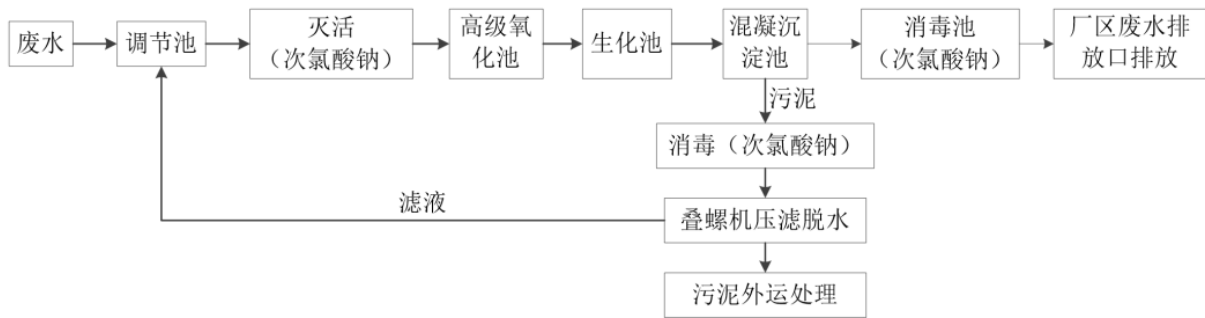 废水
调节池
灭活
（次氯酸钠）
高级氧
化池
生化池
混凝沉
淀池
消毒池
（次氯酸钠）
厂区废水排
放口排放
污泥
消毒（次氯酸钠）
滤液
叠螺机压滤脱水
污泥外运处理